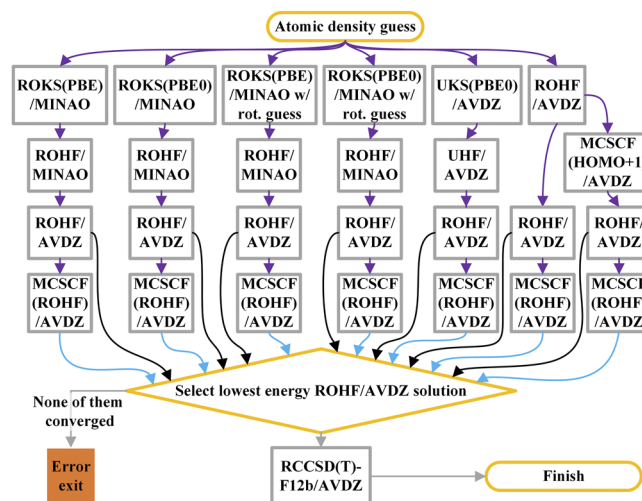 Atomic density guess
ROKS(PBE)
/MINAO
ROKS(PBE0)
/MINAO
ROKS(PBE)
/MINAO w/
rot. guess
ROKS(PBE0)
/MINAO w/
rot. guess
UKS(PBE0)
/AVDZ
ROHF
/AVDZ
ROHF/
MINAO
ROHF/
MINAO
ROHF/
MINAO
ROHF/
MINAO
UHF/
AVDZ
MCSCF
(HOMO+1)
/AVDZ
ROHF/
AVDZ
ROHF/
AVDZ
ROHF/
AVDZ
ROHF/
AVDZ
ROHF/
AVDZ
ROHF/
AVDZ
ROHF/
AVDZ
MCSCF
(ROHF)
/AVDZ
MCSCF
(ROHF)
/AVDZ
MCSCF
(ROHF)
/AVDZ
MCSCF
(ROHF)
/AVDZ
MCSCF
(ROHF)
/AVDZ
MCSCF
(ROHF)
/AVDZ
MCSCF
(ROHF)
/AVDZ
Select lowest energy ROHF/AVDZ solution
None of them
converged
Error
exit
RCCSD(T)-
F12b/AVDZ
Finish